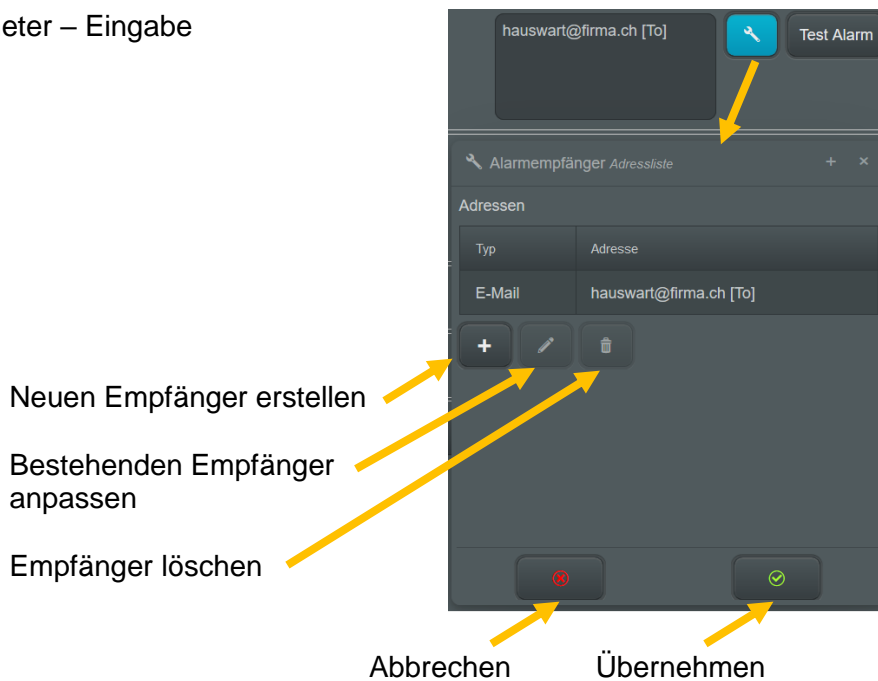 eter – Eingabe
hauswart@firma.ch [To]
Test Alarm
Alarmempfänger Adressliste
Adressen
Typ Adresse
E-Mail hauswart@firma.ch [To]
Neuen Empfänger erstellen
Bestehenden Empfänger
anpassen
Empfänger löschen
Abbrechen Übernehmen